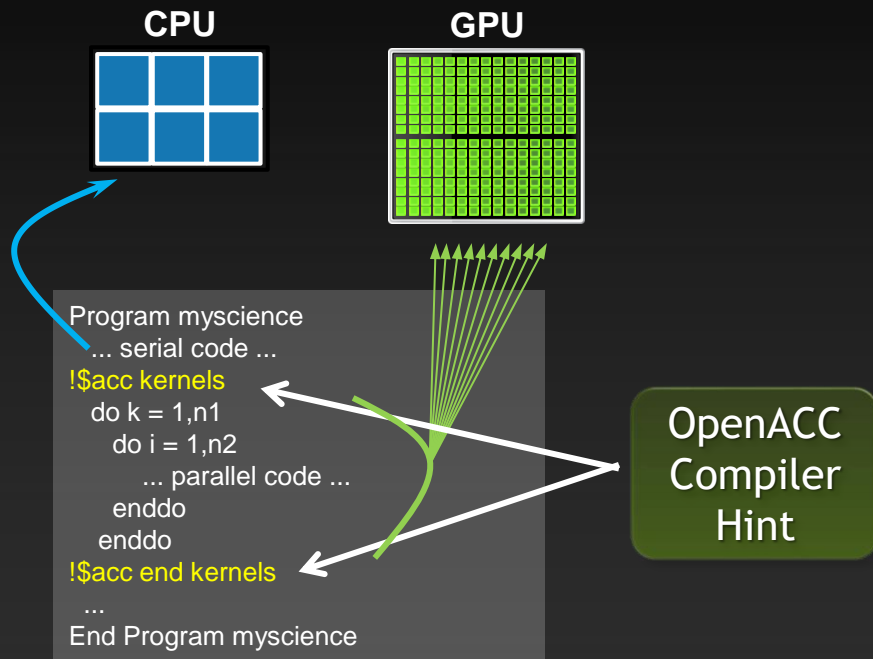 CPU
GPU
Program myscience
... serial code ...
!$acc kernels
do k = 1,n1
do i = 1,n2
... parallel code ...
enddo
enddo
!$acc end kernels
...
End Program myscience
OpenACC
Compiler
Hint